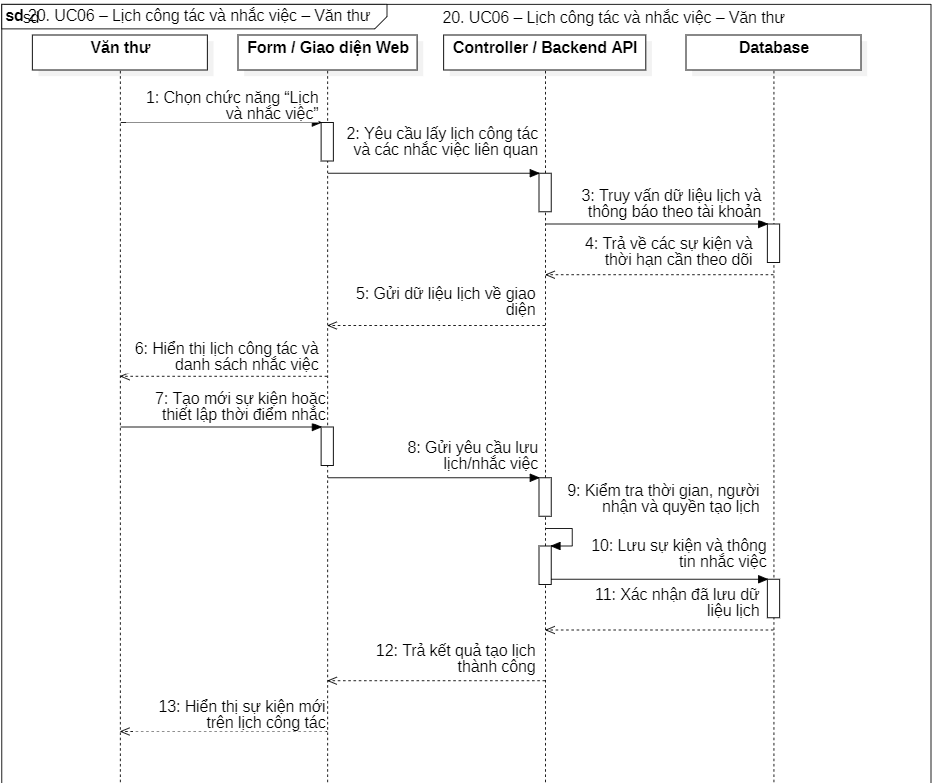 sd 20. UC06 – Lịch công tác và nhắc việc – Văn thư
sd
20. UC06 – Lịch công tác và nhắc việc – Văn thư
Văn thư
Form / Giao diện Web
Controller / Backend API
Database
1: Chọn chức năng “Lịch
và nhắc việc”
2: Yêu cầu lấy lịch công tác
và các nhắc việc liên quan
3: Truy vấn dữ liệu lịch và
thông báo theo tài khoản
4: Trả về các sự kiện và
thời hạn cần theo dõi
5: Gửi dữ liệu lịch về giao
diện
6: Hiển thị lịch công tác và
danh sách nhắc việc
7: Tạo mới sự kiện hoặc
thiết lập thời điểm nhắc
8: Gửi yêu cầu lưu
lịch/nhắc việc
9: Kiểm tra thời gian, người
nhận và quyền tạo lịch
10: Lưu sự kiện và thông
tin nhắc việc
11: Xác nhận đã lưu dữ
liệu lịch
12: Trả kết quả tạo lịch
thành công
13: Hiển thị sự kiện mới
trên lịch công tác